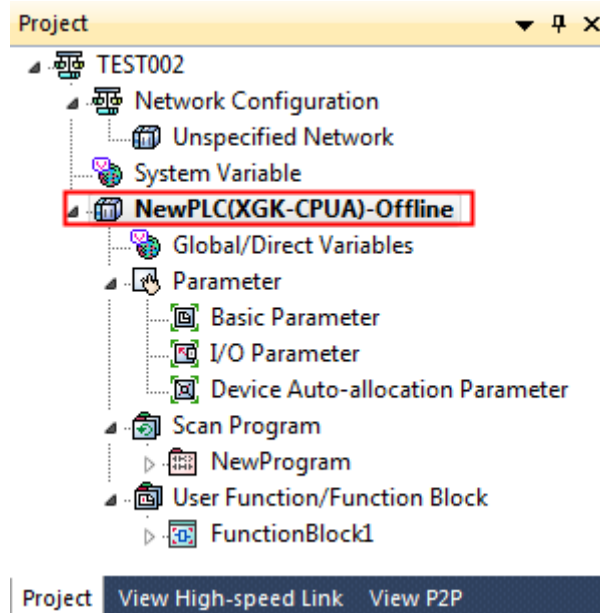 Project
TEST002
Network Configuration
Unspecified Network
System Variable
NewPLC(XGK-CPUA)-Offline
Global/Direct Variables
Parameter
Basic Parameter
I/O Parameter
Device Auto-allocation Parameter
Scan Program
NewProgram
User Function/Function Block
FunctionBlock1
Project View High-speed Link View P2P